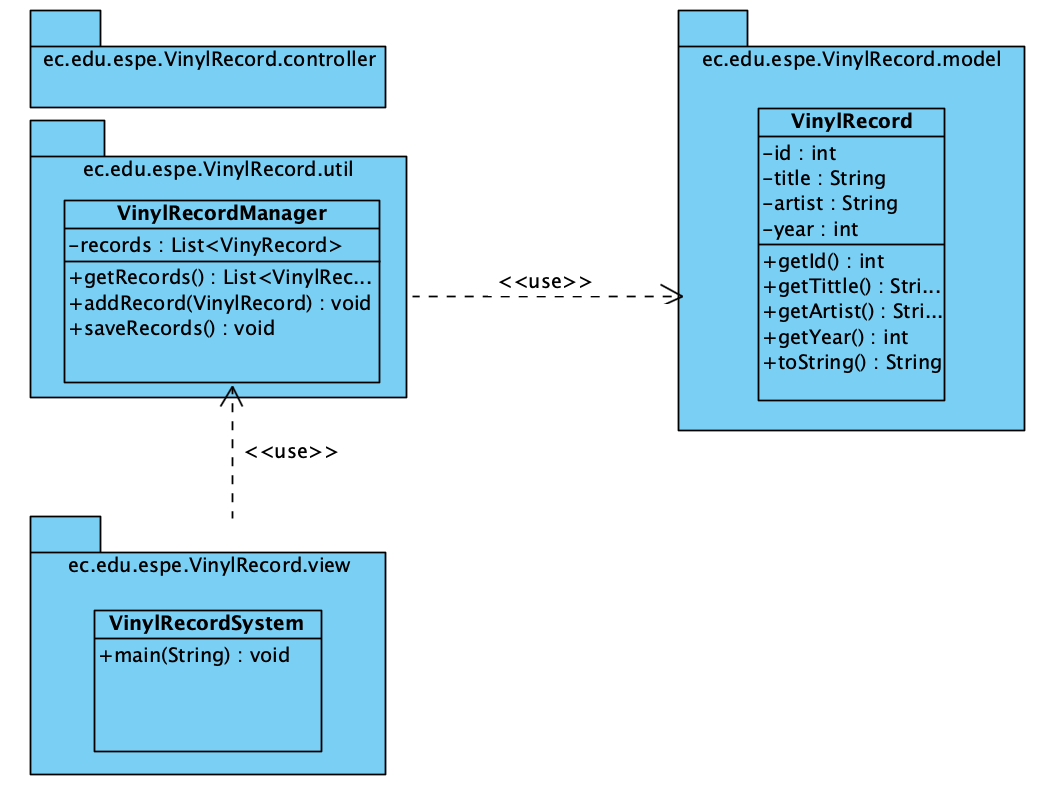 ec.edu.espe.VinylRecord.controller
ec.edu.espe.VinylRecord.util
VinylRecordManager
-records : List<VinyRecord>
+getRecords() : List<VinylRec...
+addRecord(VinylRecord) : void
+saveRecords() : void
<<use>>
ec.edu.espe.VinylRecord.model
VinylRecord
-id : int
-title : String
-artist : String
-year : int
+getId() : int
+getTittle() : Stri...
+getArtist() : Stri...
+getYear() : int
+toString() : String
<<use>>
ec.edu.espe.VinylRecord.view
VinylRecordSystem
+main(String) : void